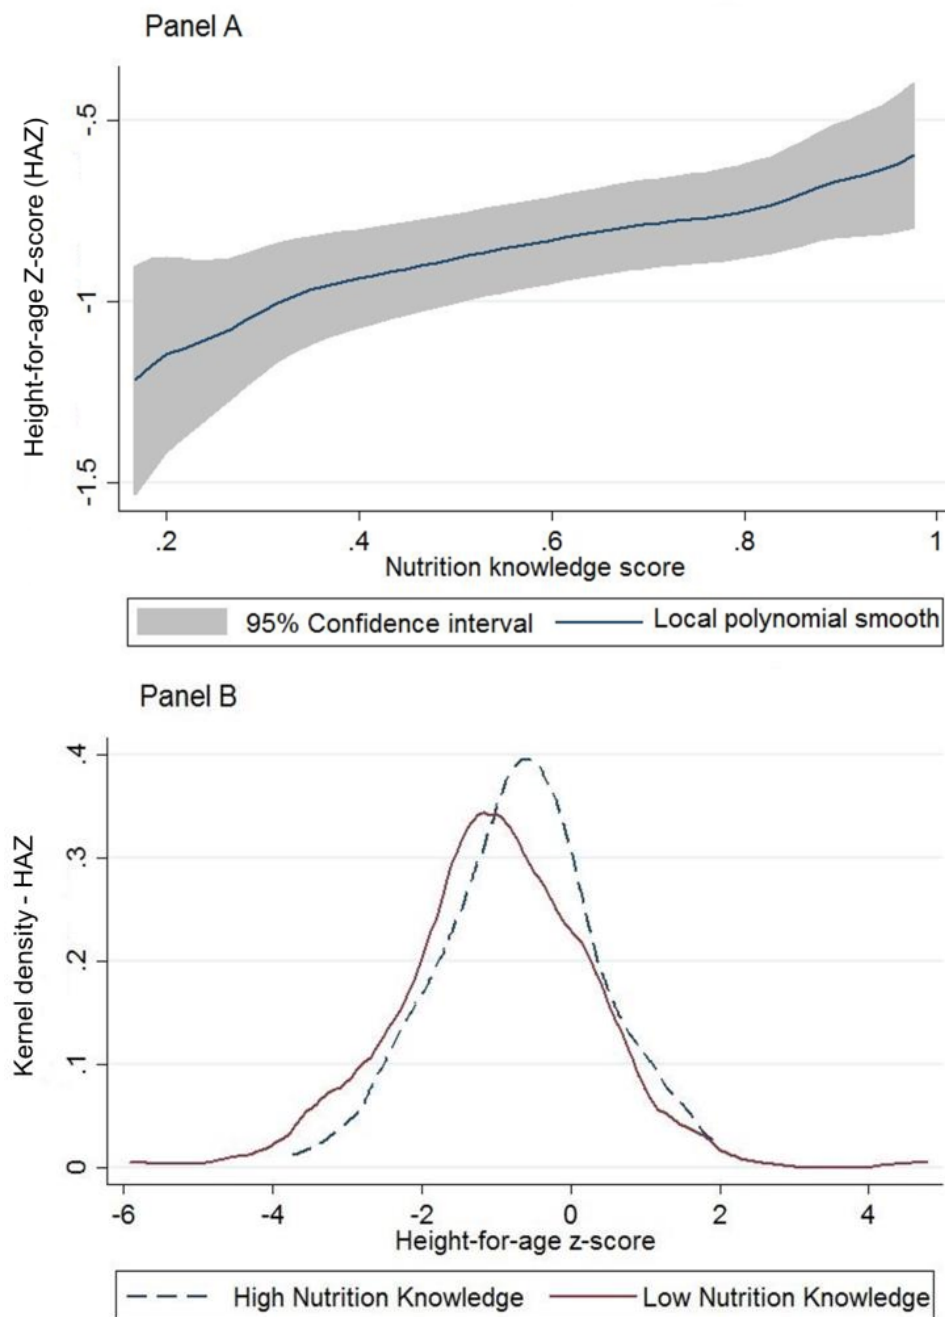 Panel A
Height-for-age Z-score (HAZ)
-.5
-1
-1.5
.2 .4 .6 .8 1
Nutrition knowledge score
95% Confidence interval Local polynomial smooth
Panel B
Kernel density - HAZ
.4
.3
.2
.1
0
-6 -4 -2 0 2 4
Height-for-age z-score
High Nutrition Knowledge Low Nutrition Knowledge